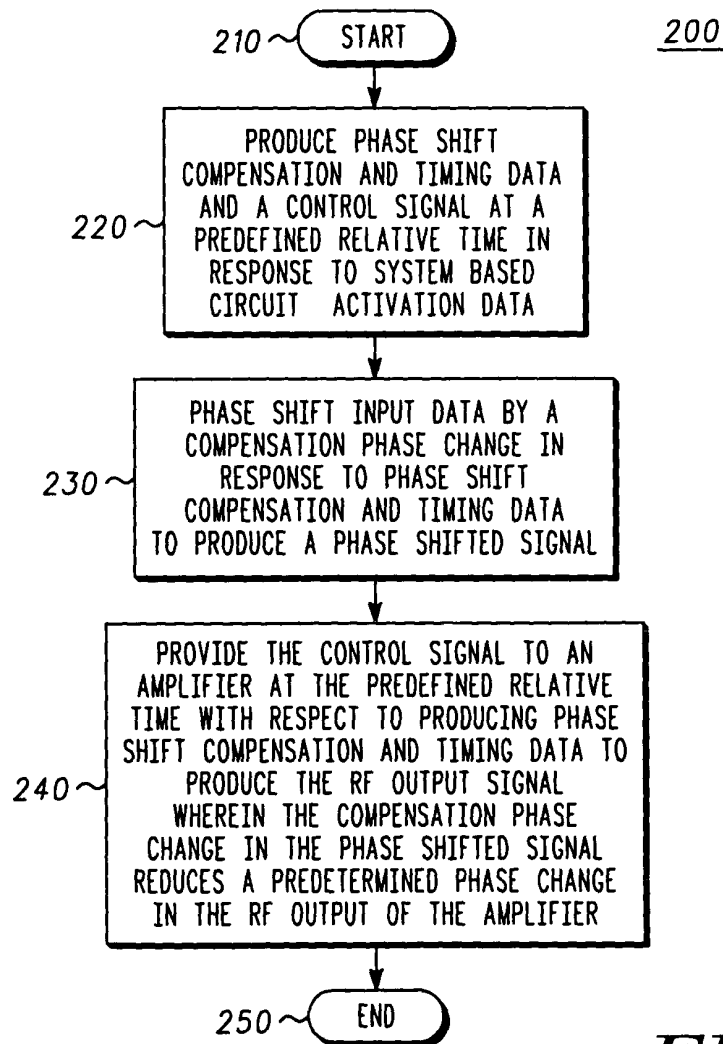 210 START 200
PRODUCE PHASE SHIFT
COMPENSATION AND TIMING DATA
AND A CONTROL SIGNAL AT A
220 PREDEFINED RELATIVE TIME IN
RESPONSE TO SYSTEM BASED
CIRCUIT ACTIVATION DATA
PHASE SHIFT INPUT DATA BY A
COMPENSATION PHASE CHANGE IN
230 RESPONSE TO PHASE SHIFT
COMPENSATION AND TIMING DATA
TO PRODUCE A PHASE SHIFTED SIGNAL
PROVIDE THE CONTROL SIGNAL TO AN
AMPLIFIER AT THE PREDEFINED RELATIVE
TIME WITH RESPECT TO PRODUCING PHASE
SHIFT COMPENSATION AND TIMING DATA TO
240 PRODUCE THE RF OUTPUT SIGNAL
WHEREIN THE COMPENSATION PHASE
CHANGE IN THE PHASE SHIFTED SIGNAL
REDUCES A PREDETERMINED PHASE CHANGE
IN THE RF OUTPUT OF THE AMPLIFIER
250 END